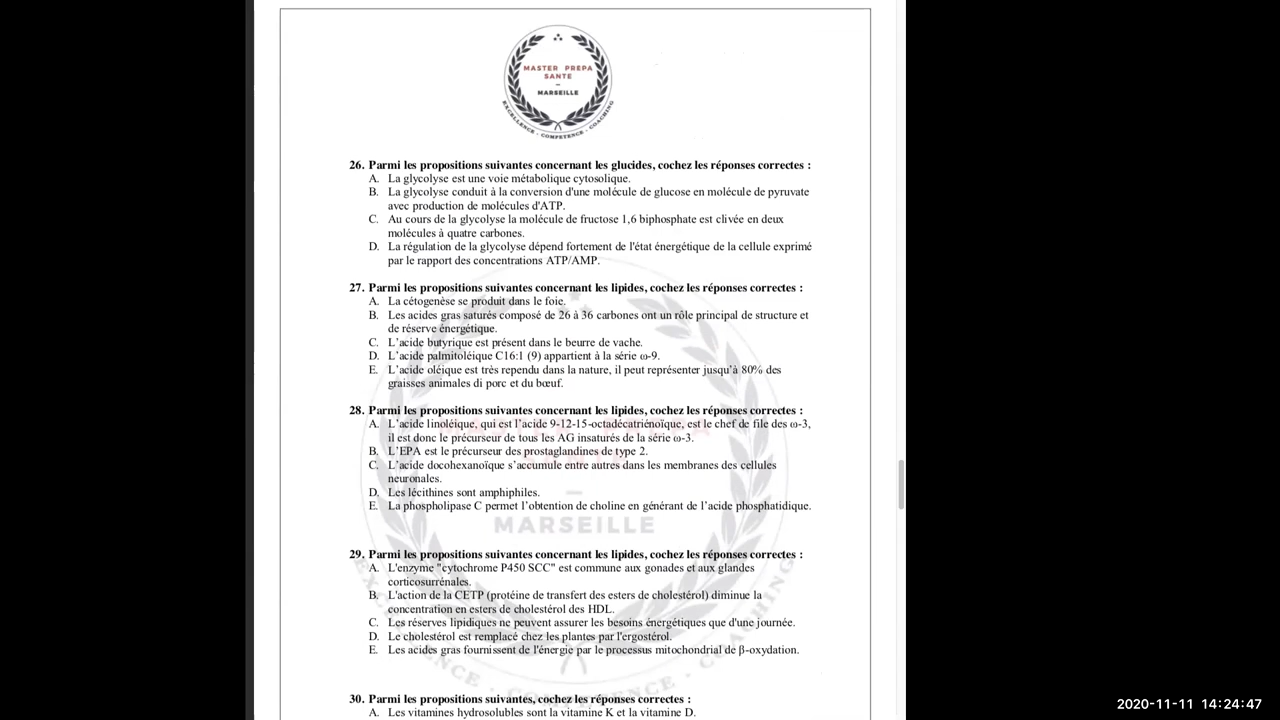 MASTER PREPA
SANTE
–
MARSEILLE
EXCELLENCE - COMPETENCE - COACHING
26. Parmi les propositions suivantes concernant les glucides, cochez les réponses correctes :
A. La glycolyse est une voie métabolique cytosolique.
B. La glycolyse conduit à la conversion d'une molécule de glucose en molécule de pyruvate
avec production de molécules d'ATP.
C. Au cours de la glycolyse la molécule de fructose 1,6 biphosphate est clivée en deux
molécules à quatre carbones.
D. La régulation de la glycolyse dépend fortement de l'état énergétique de la cellule exprimé
par le rapport des concentrations ATP/AMP.
27. Parmi les propositions suivantes concernant les lipides, cochez les réponses correctes :
A. La cétogenèse se produit dans le foie.
B. Les acides gras saturés composé de 26 à 36 carbones ont un rôle principal de structure et
de réserve énergétique.
C. L’acide butyrique est présent dans le beurre de vache.
D. L’acide palmitoléique C16:1 (9) appartient à la série ω-9.
E. L’acide oléique est très rependu dans la nature, il peut représenter jusqu’à 80% des
graisses animales di porc et du bœuf.
28. Parmi les propositions suivantes concernant les lipides, cochez les réponses correctes :
A. L’acide linoléique, qui est l’acide 9-12-15-octadécatriénoïque, est le chef de file des ω-3,
il est donc le précurseur de tous les AG insaturés de la série ω-3.
B. L’EPA est le précurseur des prostaglandines de type 2.
C. L’acide docohexanoïque s’accumule entre autres dans les membranes des cellules
neuronales.
D. Les lécithines sont amphiphiles.
E. La phospholipase C permet l’obtention de choline en générant de l’acide phosphatidique.
MARSEILLE
29. Parmi les propositions suivantes concernant les lipides, cochez les réponses correctes :
A. L'enzyme "cytochrome P450 SCC" est commune aux gonades et aux glandes
corticosurrénales.
B. L'action de la CETP (protéine de transfert des esters de cholestérol) diminue la
concentration en esters de cholestérol des HDL.
C. Les réserves lipidiques ne peuvent assurer les besoins énergétiques que d'une journée.
D. Le cholestérol est remplacé chez les plantes par l'ergostérol.
E. Les acides gras fournissent de l'énergie par le processus mitochondrial de β-oxydation.
30. Parmi les propositions suivantes, cochez les réponses correctes :
A. Les vitamines hydrosolubles sont la vitamine K et la vitamine D.
2020-11-11 14:24:47